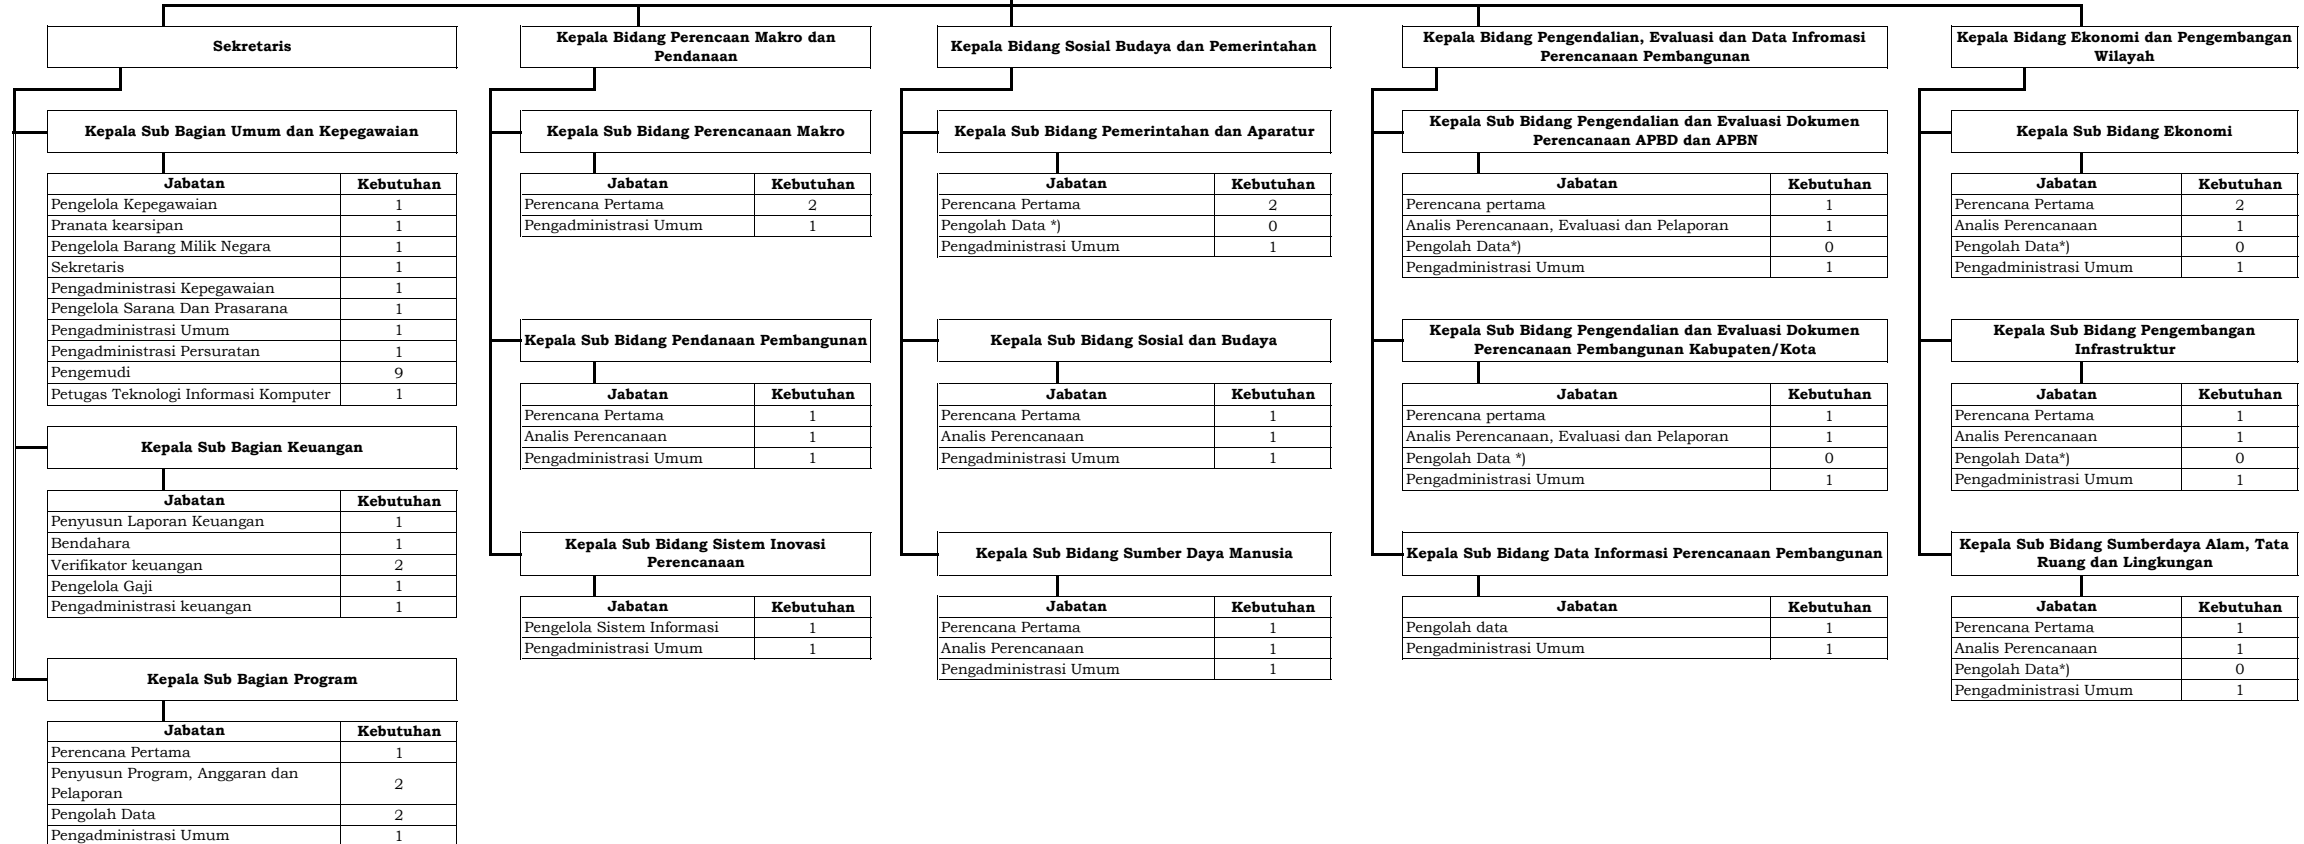 Sekretaris
Kepala Sub Bagian Umum dan Kepegawaian
Jabatan Kebutuhan
Pengelola Kepegawaian 1
Pranata kearsipan 1
Pengelola Barang Milik Negara 1
Sekretaris 1
Pengadministrasi Kepegawaian 1
Pengelola Sarana Dan Prasarana 1
Pengadministrasi Umum 1
Pengadministrasi Persuratan 1
Pengemudi 9
Petugas Teknologi Informasi Komputer 1
Kepala Sub Bagian Keuangan
Jabatan Kebutuhan
Penyusun Laporan Keuangan 1
Bendahara 1
Verifikator keuangan 2
Pengelola Gaji 1
Pengadministrasi keuangan 1
Kepala Sub Bagian Program
Jabatan Kebutuhan
Perencana Pertama 1
Penyusun Program, Anggaran dan
Pelaporan 2
Pengolah Data 2
Pengadministrasi Umum 1
Kepala Bidang Perencaan Makro dan
Pendanaan
Kepala Sub Bidang Perencanaan Makro
Jabatan Kebutuhan
Perencana Pertama 2
Pengadministrasi Umum 1
Kepala Sub Bidang Pendanaan Pembangunan
Jabatan Kebutuhan
Perencana Pertama 1
Analis Perencanaan 1
Pengadministrasi Umum 1
Kepala Sub Bidang Sistem Inovasi
Perencanaan
Jabatan Kebutuhan
Pengelola Sistem Informasi 1
Pengadministrasi Umum 1
Kepala Bidang Sosial Budaya dan Pemerintahan
Kepala Sub Bidang Pemerintahan dan Aparatur
Jabatan Kebutuhan
Perencana Pertama 2
Pengolah Data *) 0
Pengadministrasi Umum 1
Kepala Sub Bidang Sosial dan Budaya
Jabatan Kebutuhan
Perencana Pertama 1
Analis Perencanaan 1
Pengadministrasi Umum 1
Kepala Sub Bidang Sumber Daya Manusia
Jabatan Kebutuhan
Perencana Pertama 1
Analis Perencanaan 1
Pengadministrasi Umum 1
Kepala Bidang Pengendalian, Evaluasi dan Data Infromasi
Perencanaan Pembangunan
Kepala Sub Bidang Pengendalian dan Evaluasi Dokumen
Perencanaan APBD dan APBN
Jabatan Kebutuhan
Perencana pertama 1
Analis Perencanaan, Evaluasi dan Pelaporan 1
Pengolah Data*) 0
Pengadministrasi Umum 1
Kepala Sub Bidang Pengendalian dan Evaluasi Dokumen
Perencanaan Pembangunan Kabupaten/Kota
Jabatan Kebutuhan
Perencana pertama 1
Analis Perencanaan, Evaluasi dan Pelaporan 1
Pengolah Data *) 0
Pengadministrasi Umum 1
Kepala Sub Bidang Data Informasi Perencanaan Pembangunan
Jabatan Kebutuhan
Pengolah data 1
Pengadministrasi Umum 1
Kepala Bidang Ekonomi dan Pengembangan
Wilayah
Kepala Sub Bidang Ekonomi
Jabatan Kebutuhan
Perencana Pertama 2
Analis Perencanaan 1
Pengolah Data*) 0
Pengadministrasi Umum 1
Kepala Sub Bidang Pengembangan
Infrastruktur
Jabatan Kebutuhan
Perencana Pertama 1
Analis Perencanaan 1
Pengolah Data*) 0
Pengadministrasi Umum 1
Kepala Sub Bidang Sumberdaya Alam, Tata
Ruang dan Lingkungan
Jabatan Kebutuhan
Perencana Pertama 1
Analis Perencanaan 1
Pengolah Data*) 0
Pengadministrasi Umum 1